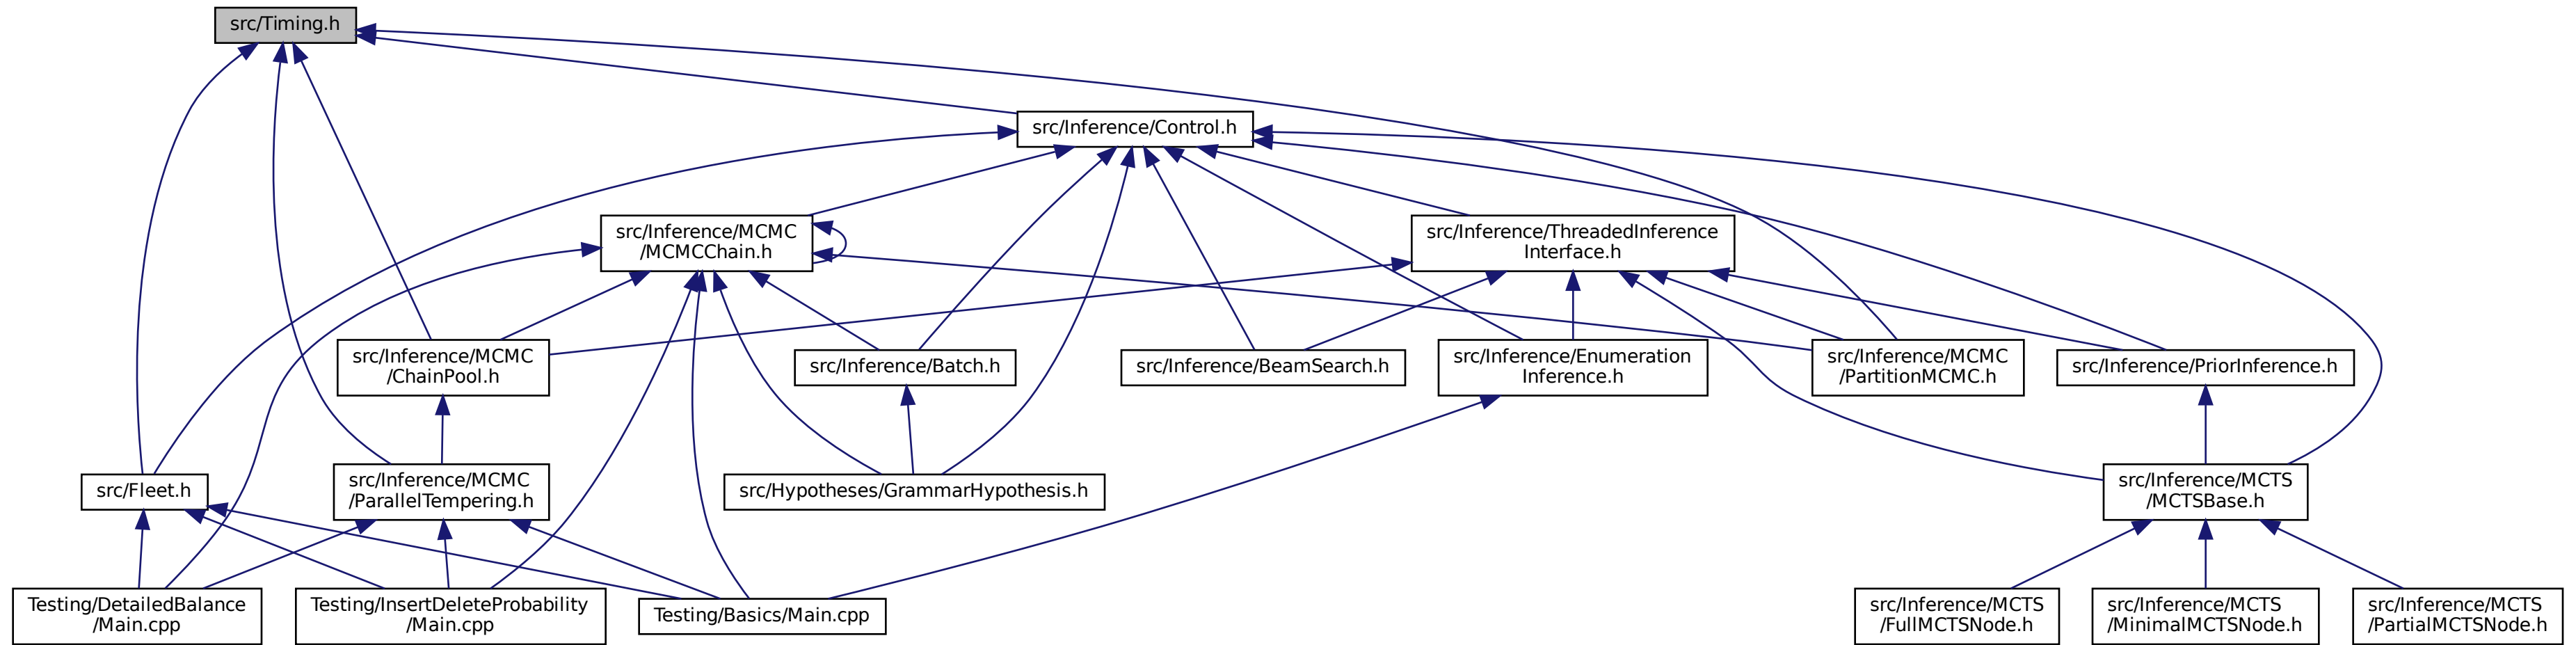 src/Timing.h
src/Inference/Control.h
src/Inference/MCMC
/MCMCChain.h
src/Inference/ThreadedInference
Interface.h
src/Inference/MCMC
/ChainPool.h
src/Inference/Batch.h
src/Inference/BeamSearch.h
src/Inference/Enumeration
Inference.h
src/Inference/MCMC
/PartitionMCMC.h
src/Inference/PriorInference.h
src/Fleet.h
src/Inference/MCMC
/ParallelTempering.h
src/Hypotheses/GrammarHypothesis.h
src/Inference/MCTS
/MCTSBase.h
Testing/DetailedBalance
/Main.cpp
Testing/InsertDeleteProbability
/Main.cpp
Testing/Basics/Main.cpp
src/Inference/MCTS
/FullMCTSNode.h
src/Inference/MCTS
/MinimalMCTSNode.h
src/Inference/MCTS
/PartialMCTSNode.h